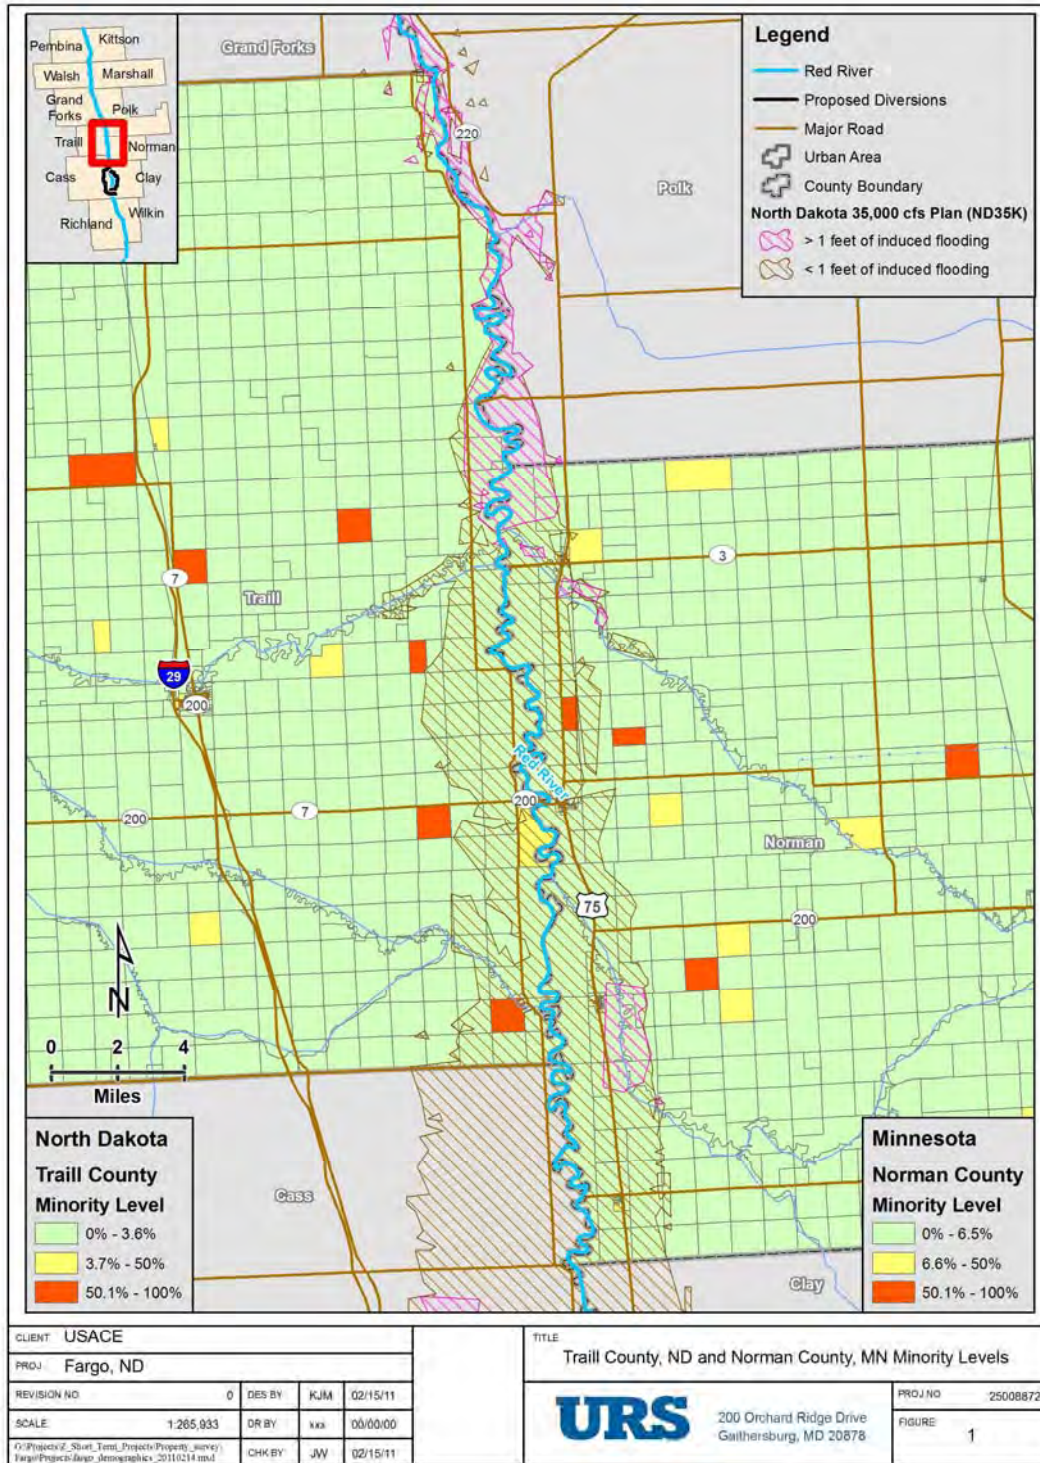 Grand Forks
Pembina
Kittson
Walsh
Marshall
Grand
Forks
Polk
Traill
Norman
Cass
Clay
Richland
Wilkin
Legend
Red River
Proposed Diversions
Major Road
Urban Area
County Boundary
North Dakota 35,000 cfs Plan (ND35K)
> 1 feet of induced flooding
< 1 feet of induced flooding
220
Polk
3
7
Traill
29
200
Red River
200
7
200
Norman
75
200
N
0 2 4
Miles
North Dakota
Traill County
Minority Level
0% - 3.6%
3.7% - 50%
50.1% - 100%
Cass
Clay
Minnesota
Norman County
Minority Level
0% - 6.5%
6.6% - 50%
50.1% - 100%
CLIENT USACE
PROJ Fargo, ND
REVISION NO 0 DES BY KJM 02/15/11
SCALE 1:265,933 DR BY xxx 00/00/00
G:\Projects\Z_Short_Term_Projects\Property_survey\
Fargo\Projects\fargo_demographics_20110214.mxd
CHK BY JW 02/15/11
TITLE
Traill County, ND and Norman County, MN Minority Levels
URS
200 Orchard Ridge Drive
Gaithersburg, MD 20878
PROJ NO 25008872
FIGURE
1